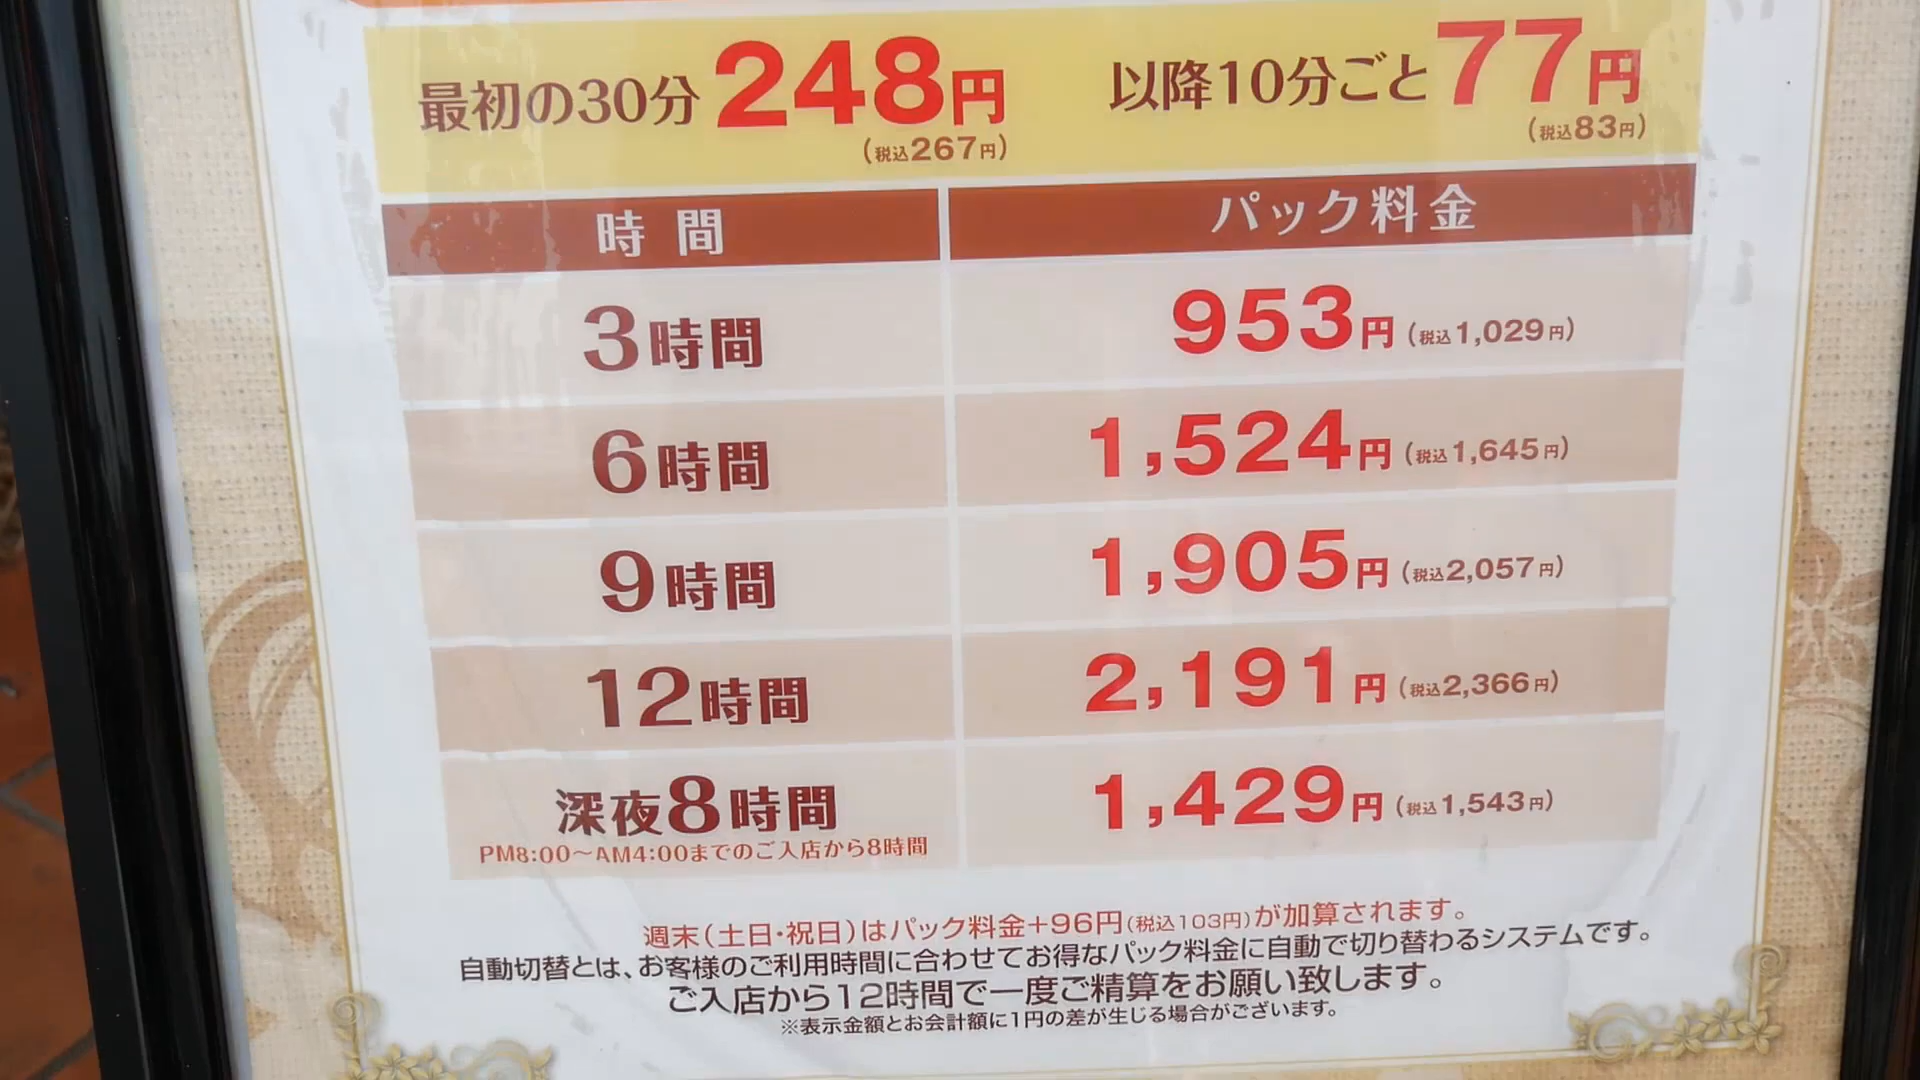 最初の30分248円 以降10分ごと77円
(税込267円) (税込83円)
時間 パック料金
3時間 953円(税込1,029円)
6時間 1,524円(税込1,645円)
9時間 1,905円(税込2,057円)
12時間 2,191円(税込2,366円)
深夜8時間 1,429円(税込1,543円)
PM8:00〜AM4:00までのご入店から8時間
週末(土日・祝日)はパック料金+96円(税込103円)が加算されます。
自動切替とは、お客様のご利用時間に合わせてお得なパック料金に自動で切り替わるシステムです。
ご入店から12時間で一度ご精算をお願い致します。
※表示金額とお会計額に1円の差が生じる場合がございます。